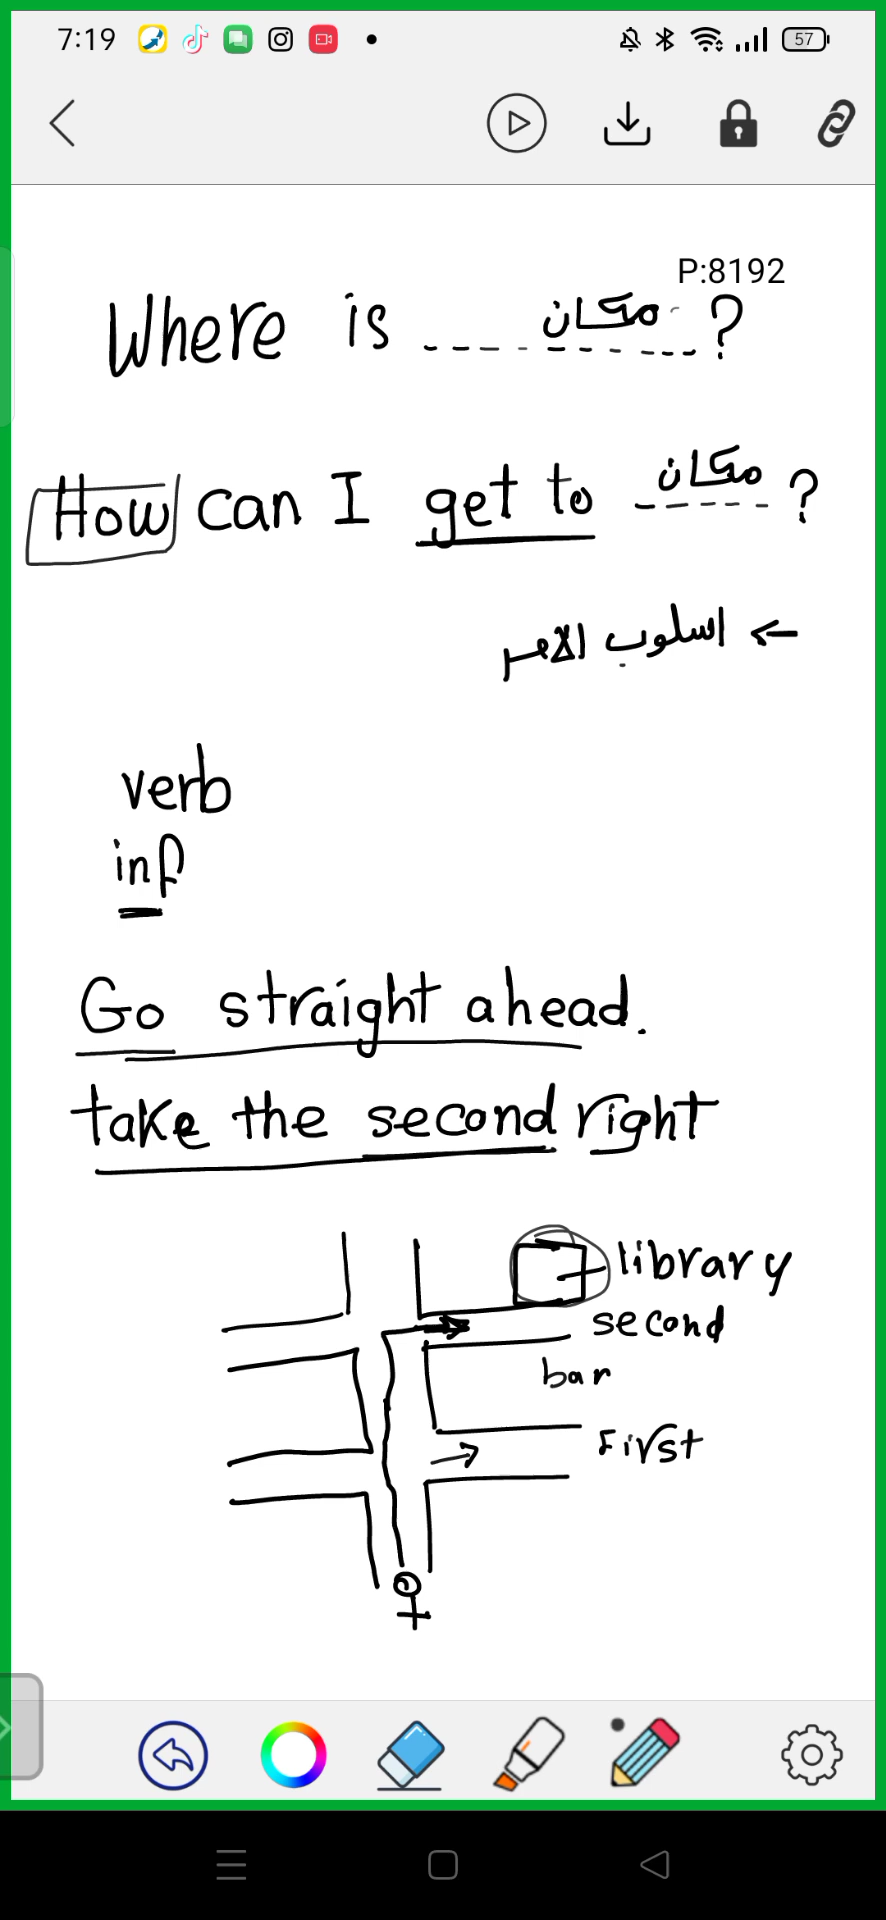 7:19
57
P:8192
Where is ---- مكان ----?
How can I get to مكان ------?
← اسلوب الامر
verb
inf
Go straight ahead.
take the second right
library
second
bar
First